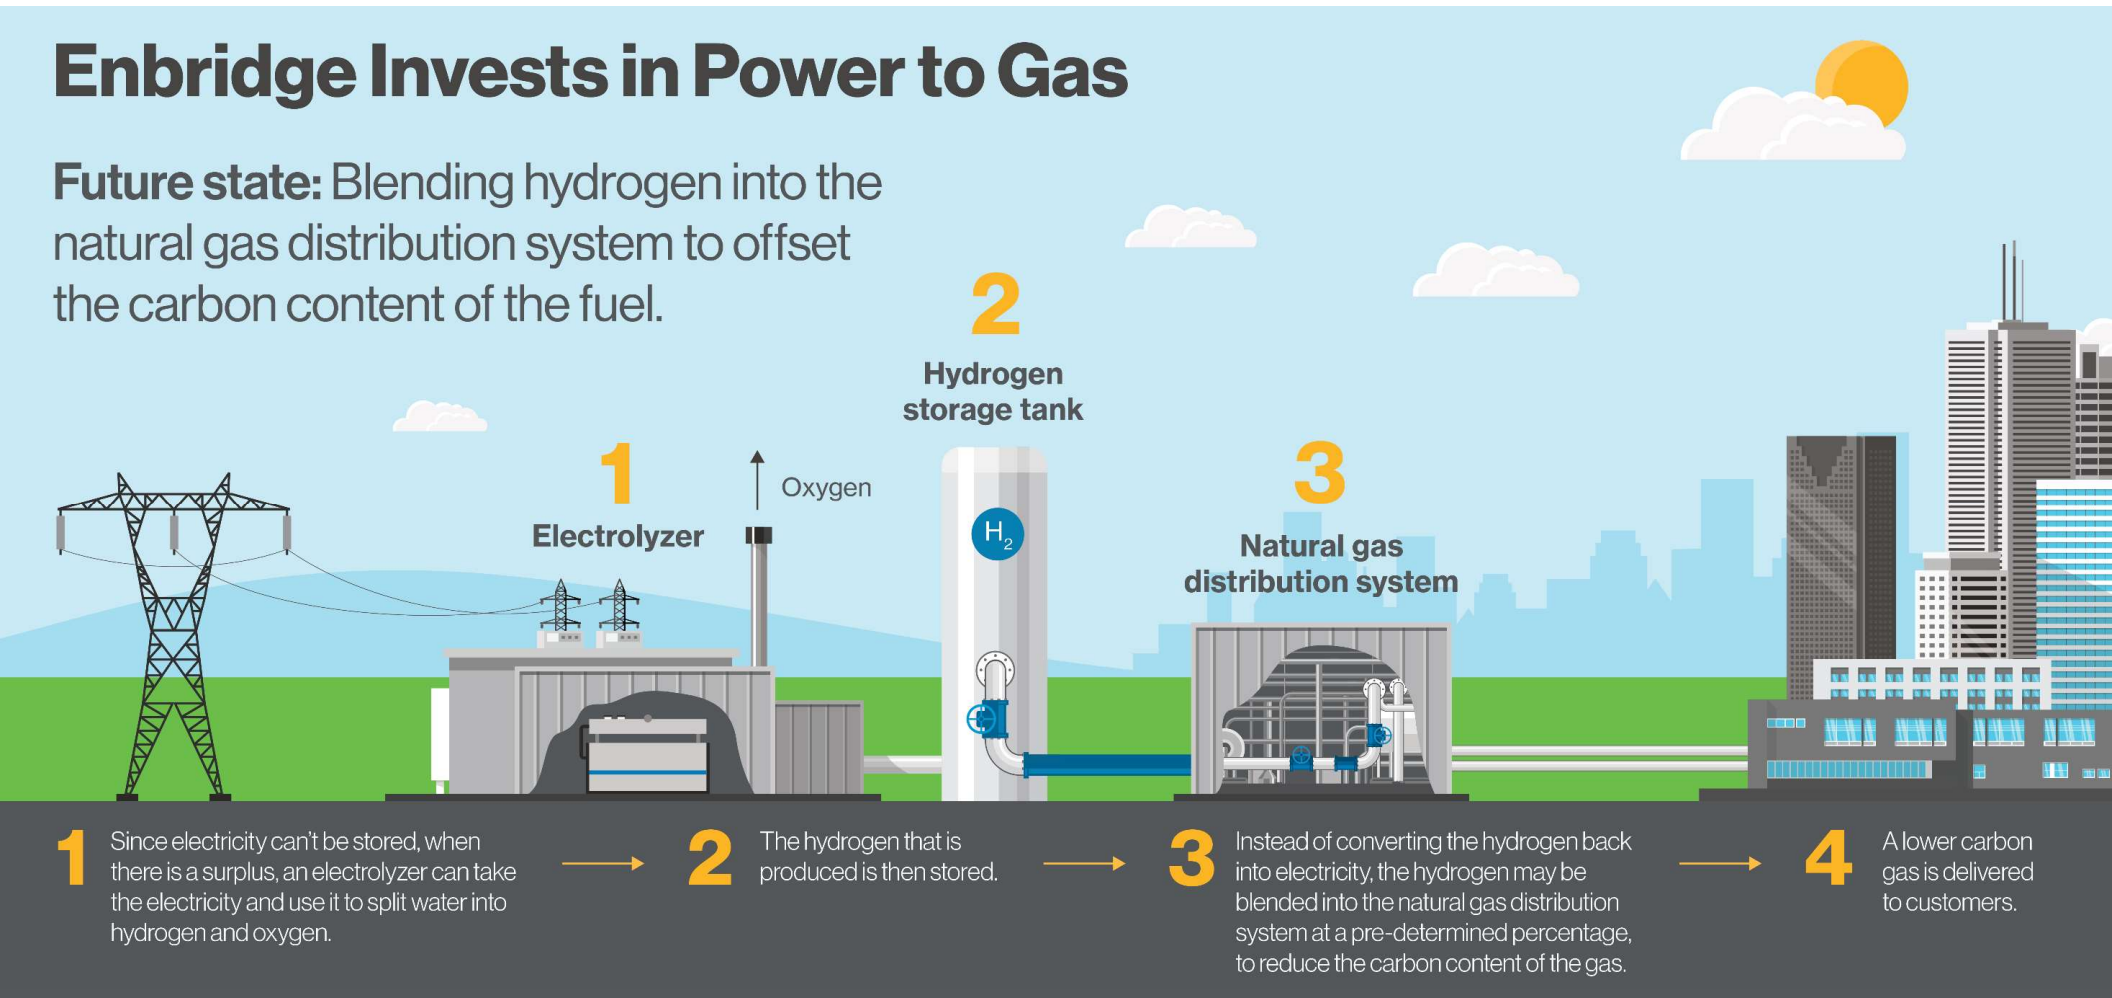 Enbridge Invests in Power to Gas
Future state: Blending hydrogen into the
natural gas distribution system to offset
the carbon content of the fuel.
1
Electrolyzer
Oxygen
2
Hydrogen
storage tank
H2
3
Natural gas
distribution system
1
Since electricity can't be stored, when
there is a surplus, an electrolyzer can take
the electricity and use it to split water into
hydrogen and oxygen.
2
The hydrogen that is
produced is then stored.
3
Instead of converting the hydrogen back
into electricity, the hydrogen may be
blended into the natural gas distribution
system at a pre-determined percentage,
to reduce the carbon content of the gas.
4
A lower carbon
gas is delivered
to customers.